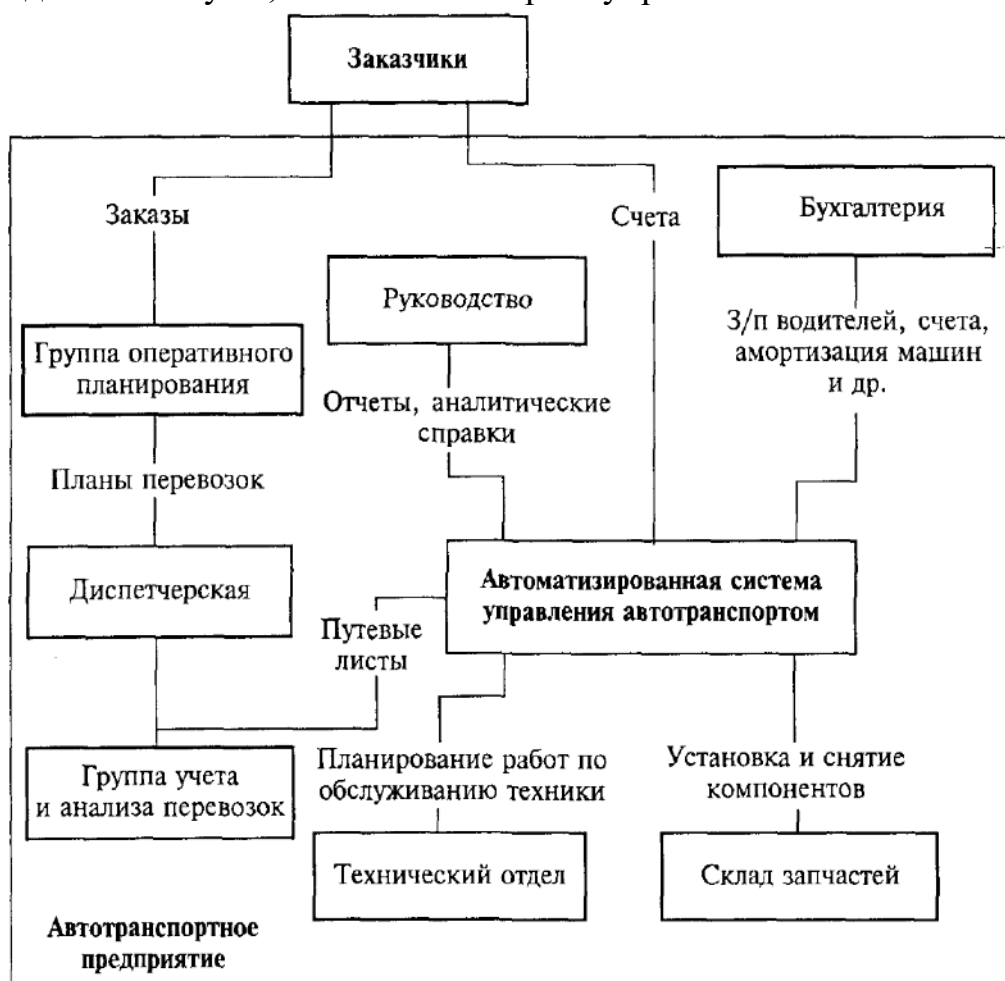 Заказчики
Заказы
Счета
Бухгалтерия
Руководство
З/п водителей, счета,
амортизация машин
и др.
Группа оперативного
планирования
Отчеты, аналитические
справки
Планы перевозок
Диспетчерская
Автоматизированная система
управления автотранспортом
Путевые
листы
Группа учета
и анализа перевозок
Планирование работ по
обслуживанию техники
Установка и снятие
компонентов
Технический отдел
Склад запчастей
Автотранспортное
предприятие